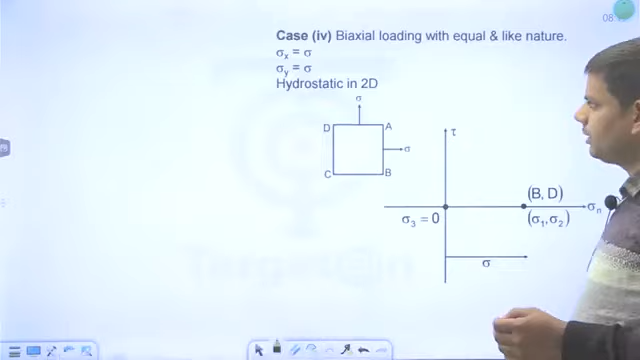 Case (iv) Biaxial loading with equal & like nature.
σx = σ
σy = σ
Hydrostatic in 2D
σ
D A
σ
C B
τ
(B, D)
σn
σ3 = 0
(σ1,σ2)
σ